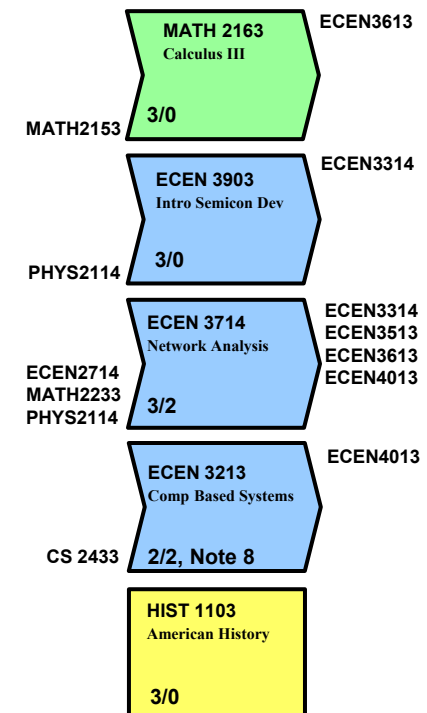 MATH 2163
Calculus III
3/0
ECEN3613
MATH2153
ECEN 3903
Intro Semicon Dev
3/0
ECEN3314
PHYS2114
ECEN 3714
Network Analysis
3/2
ECEN3314
ECEN3513
ECEN3613
ECEN4013
ECEN2714
MATH2233
PHYS2114
ECEN 3213
Comp Based Systems
2/2, Note 8
ECEN4013
CS 2433
HIST 1103
American History
3/0